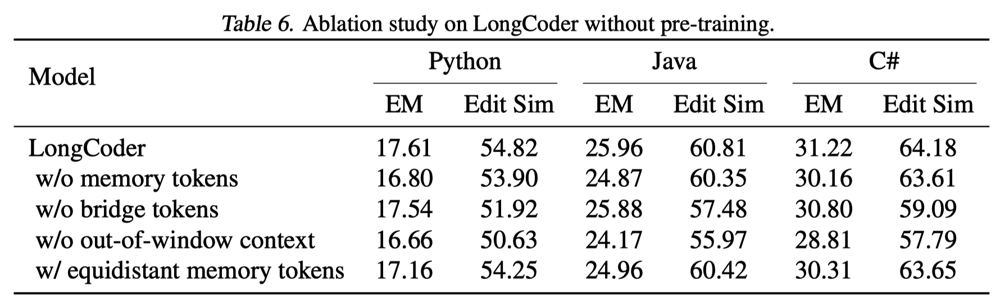 Table 6. Ablation study on LongCoder without pre-training.
Model Python Java C#
EM Edit Sim EM Edit Sim EM Edit Sim
LongCoder 17.61 54.82 25.96 60.81 31.22 64.18
w/o memory tokens 16.80 53.90 24.87 60.35 30.16 63.61
w/o bridge tokens 17.54 51.92 25.88 57.48 30.80 59.09
w/o out-of-window context 16.66 50.63 24.17 55.97 28.81 57.79
w/ equidistant memory tokens 17.16 54.25 24.96 60.42 30.31 63.65